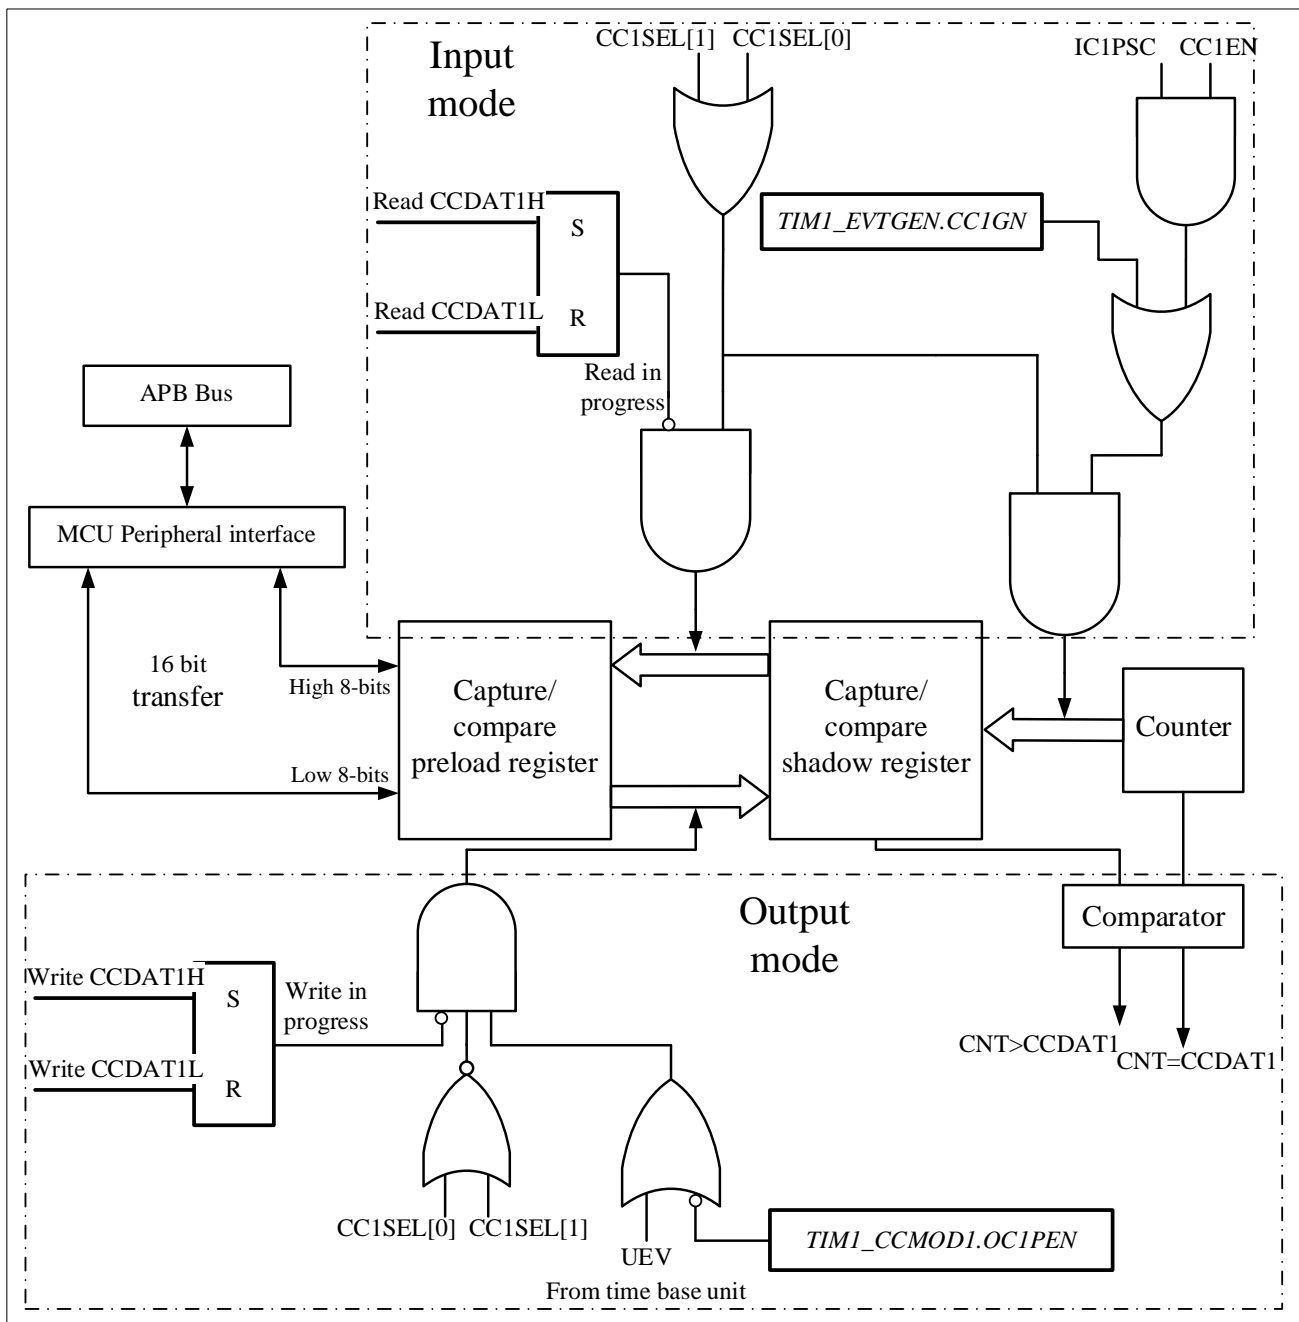 Input
mode
CC1SEL[1] CC1SEL[0]
IC1PSC CC1EN
Read CCDAT1H
S
TIM1_EVTGEN.CC1GN
Read CCDAT1L
R
Read in
progress
APB Bus
MCU Peripheral interface
16 bit
transfer
High 8-bits
Low 8-bits
Capture/
compare
preload register
Capture/
compare
shadow register
Counter
Output
mode
Comparator
Write CCDAT1H
S
Write in
progress
Write CCDAT1L
R
CNT>CCDAT1
CNT=CCDAT1
CC1SEL[0] CC1SEL[1]
UEV
TIM1_CCMOD1.OC1PEN
From time base unit